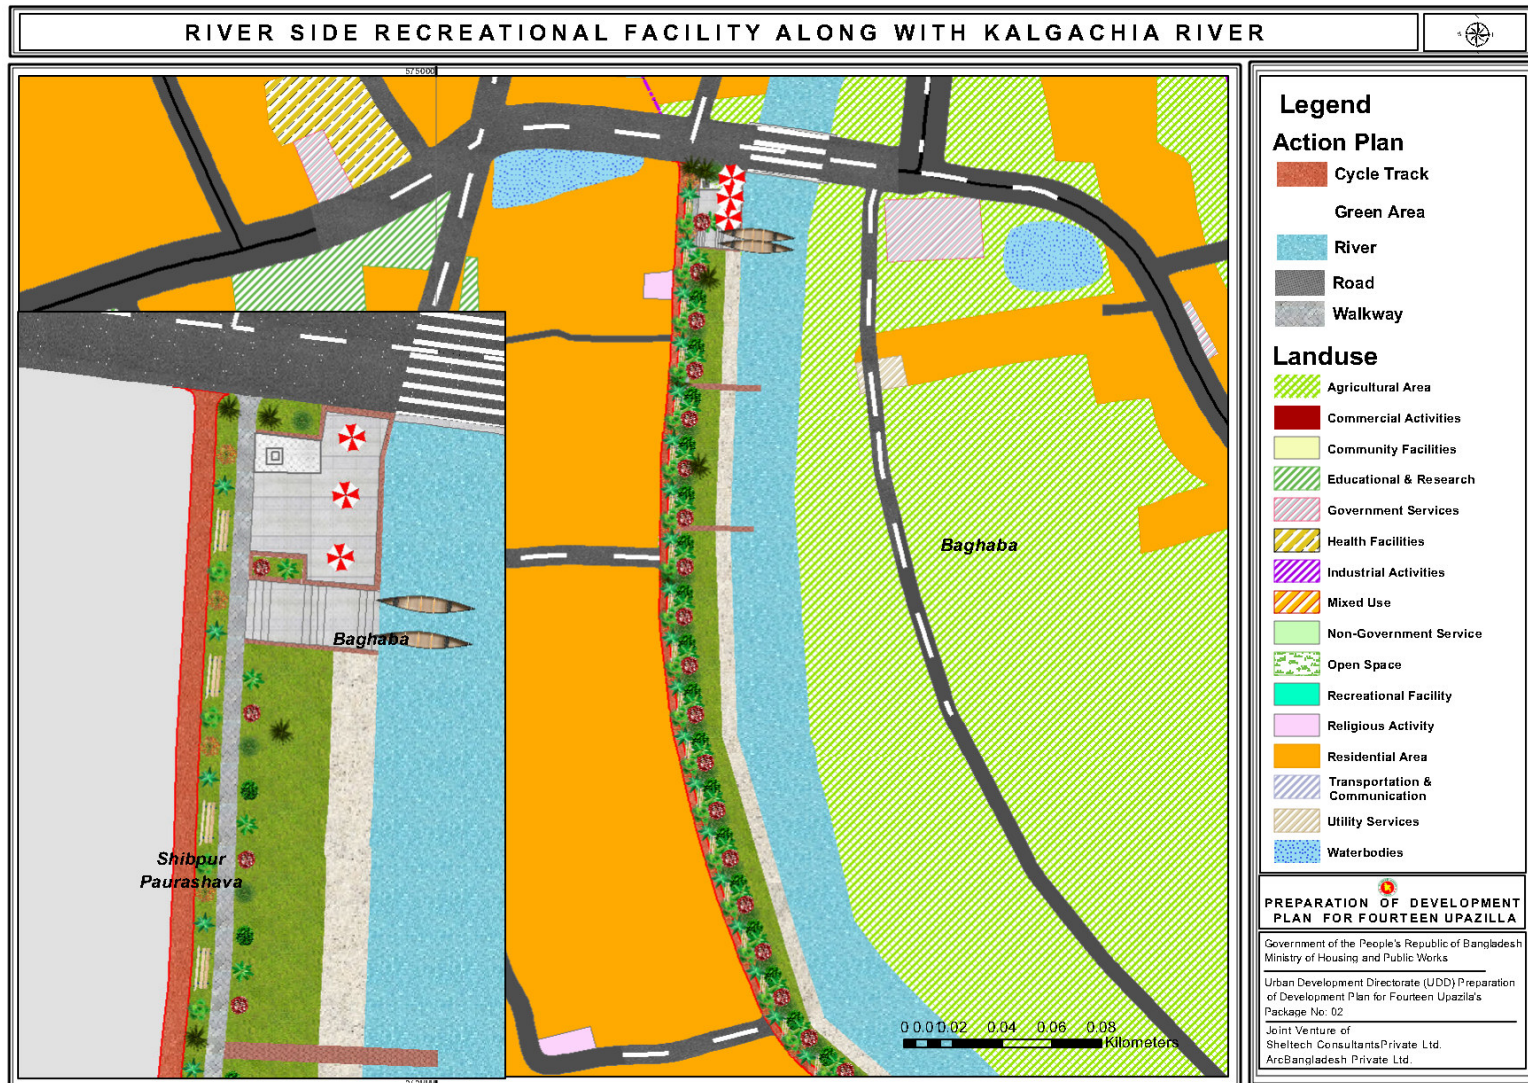 RIVER SIDE RECREATIONAL FACILITY ALONG WITH KALGACHIA RIVER
575000
Baghaba
Baghaba
Shibpur
Paurashava
0 0.01 0.02 0.04 0.06 0.08
Kilometers
575000
Legend
Action Plan
Cycle Track
Green Area
River
Road
Walkway
Landuse
Agricultural Area
Commercial Activities
Community Facilities
Educational & Research
Government Services
Health Facilities
Industrial Activities
Mixed Use
Non-Government Service
Open Space
Recreational Facility
Religious Activity
Residential Area
Transportation &
Communication
Utility Services
Waterbodies
PREPARATION OF DEVELOPMENT
PLAN FOR FOURTEEN UPAZILLA
Government of the People's Republic of Bangladesh
Ministry of Housing and Public Works
Urban Development Directorate (UDD) Preparation
of Development Plan for Fourteen Upazila's
Package No: 02
Joint Venture of
Sheltech ConsultantsPrivate Ltd.
ArcBangladesh Private Ltd.